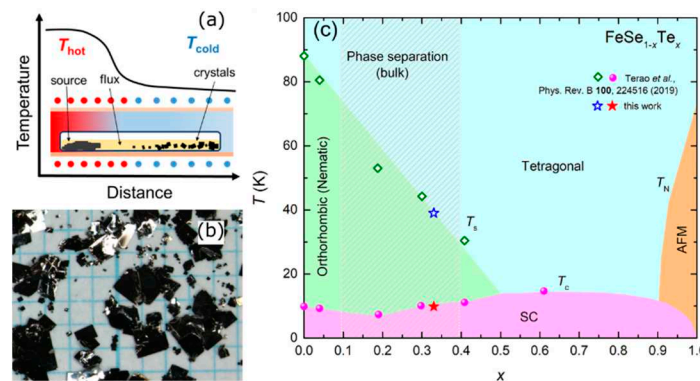 (a)
T_hot
T_cold
source
flux
crystals
Temperature
Distance
(b)
(c)
FeSe₁₋ₓTeₓ
Phase separation
(bulk)
Terao et al.,
Phys. Rev. B 100, 224516 (2019)
this work
Orthorhombic (Nematic)
Tetragonal
T_s
T_N
T_c
AFM
SC
T (K)
100
80
60
40
20
0
0.0 0.1 0.2 0.3 0.4 0.5 0.6 0.7 0.8 0.9 1.0
x